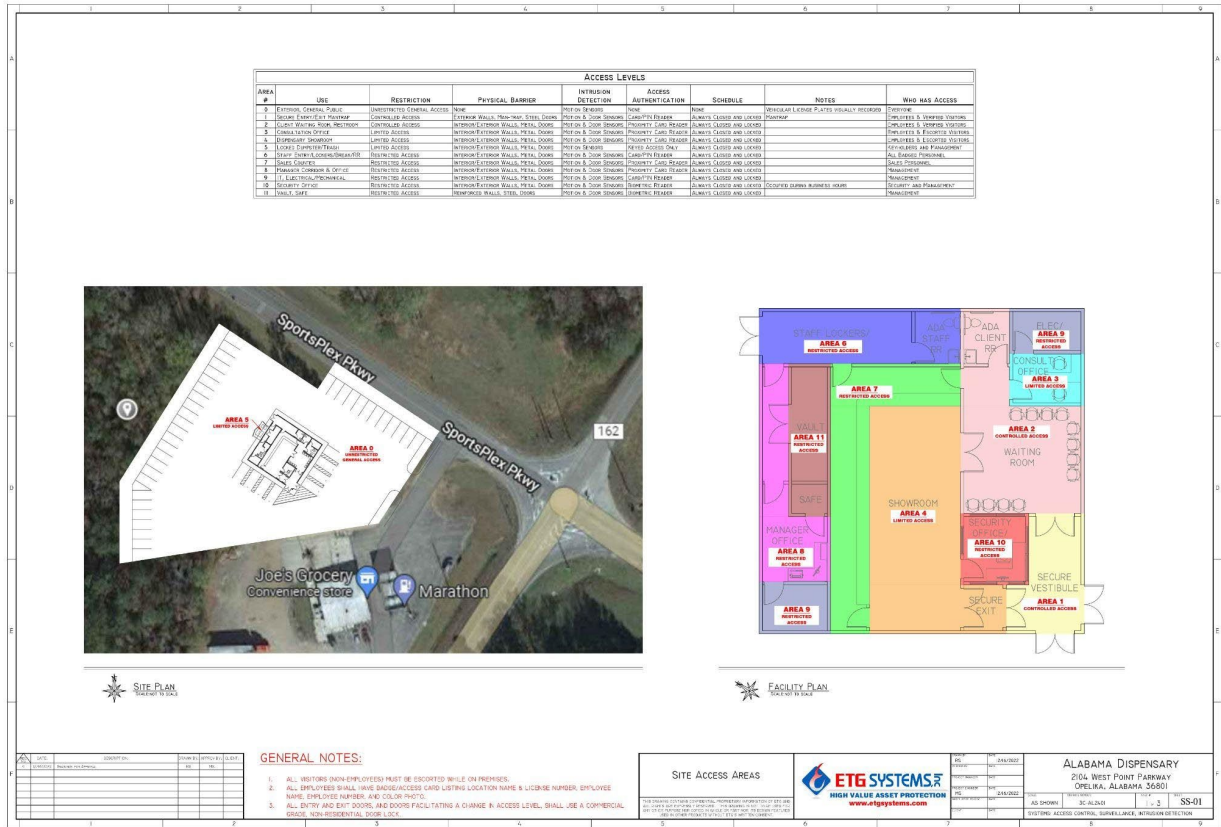 ACCESS LEVELS
AREA # USE RESTRICTION PHYSICAL BARRIER INTRUSION DETECTION ACCESS AUTHENTICATION SCHEDULE NOTES WHO HAS ACCESS
0 EXTERIOR, GENERAL PUBLIC UNRESTRICTED GENERAL ACCESS NONE MOTION SENSORS NONE NONE VEHICULAR LICENSE PLATES VISUALLY RECORDED EVERYONE
1 SECURE ENTRY/EXIT MANTRAP CONTROLLED ACCESS EXTERIOR WALLS, MAN-TRAP, STEEL DOORS MOTION & DOOR SENSORS CARD/PIN READER ALWAYS CLOSED AND LOCKED MANTRAP EMPLOYEES & VERIFIED VISITORS
2 CLIENT WAITING ROOM, RESTROOM CONTROLLED ACCESS INTERIOR/EXTERIOR WALLS, METAL DOORS MOTION & DOOR SENSORS PROXIMITY CARD READER ALWAYS CLOSED AND LOCKED EMPLOYEES & VERIFIED VISITORS
3 CONSULTATION OFFICE LIMITED ACCESS INTERIOR/EXTERIOR WALLS, METAL DOORS MOTION & DOOR SENSORS PROXIMITY CARD READER ALWAYS CLOSED AND LOCKED EMPLOYEES & ESCORTED VISITORS
4 DISPENSARY SHOWROOM LIMITED ACCESS INTERIOR/EXTERIOR WALLS, METAL DOORS MOTION & DOOR SENSORS PROXIMITY CARD READER ALWAYS CLOSED AND LOCKED EMPLOYEES & ESCORTED VISITORS
5 LOCKED DUMPSTER/TRASH LIMITED ACCESS INTERIOR/EXTERIOR WALLS, METAL DOORS MOTION SENSORS KEYED ACCESS ONLY ALWAYS CLOSED AND LOCKED KEYHOLDERS AND MANAGEMENT
6 STAFF ENTRY/LOCKERS/BREAK/RR RESTRICTED ACCESS INTERIOR/EXTERIOR WALLS, METAL DOORS MOTION & DOOR SENSORS CARD/PIN READER ALWAYS CLOSED AND LOCKED ALL BADGED PERSONNEL
7 SALES COUNTER RESTRICTED ACCESS INTERIOR/EXTERIOR WALLS, METAL DOORS MOTION & DOOR SENSORS PROXIMITY CARD READER ALWAYS CLOSED AND LOCKED SALES PERSONNEL
8 MANAGER CORRIDOR & OFFICE RESTRICTED ACCESS INTERIOR/EXTERIOR WALLS, METAL DOORS MOTION & DOOR SENSORS PROXIMITY CARD READER ALWAYS CLOSED AND LOCKED MANAGEMENT
9 IT, ELECTRICAL/MECHANICAL RESTRICTED ACCESS INTERIOR/EXTERIOR WALLS, METAL DOORS MOTION & DOOR SENSORS CARD/PIN READER ALWAYS CLOSED AND LOCKED MANAGEMENT
10 SECURITY OFFICE RESTRICTED ACCESS INTERIOR/EXTERIOR WALLS, METAL DOORS MOTION & DOOR SENSORS BIOMETRIC READER ALWAYS CLOSED AND LOCKED OCCUPIED DURING BUSINESS HOURS SECURITY AND MANAGEMENT
11 VAULT, SAFE RESTRICTED ACCESS REINFORCED WALLS, STEEL DOORS MOTION & DOOR SENSORS BIOMETRIC READER ALWAYS CLOSED AND LOCKED MANAGEMENT
SportsPlex Pkwy
SportsPlex Pkwy
162
AREA 5
LIMITED ACCESS
AREA 0
UNRESTRICTED
GENERAL ACCESS
Joe's Grocery
Convenience store
Marathon
SITE PLAN
SCALE: NOT TO SCALE
STAFF LOCKERS/
AREA 6
RESTRICTED ACCESS
ADA
STAFF
RR
ADA
CLIENT
RR
ELEC/
AREA 9
RESTRICTED
ACCESS
CONSULT
OFFICE
AREA 3
LIMITED ACCESS
AREA 7
RESTRICTED ACCESS
VAULT
AREA 11
RESTRICTED
ACCESS
SAFE
AREA 2
CONTROLLED ACCESS
WAITING
ROOM
SHOWROOM
AREA 4
LIMITED ACCESS
SECURITY
OFFICE/
AREA 10
RESTRICTED
ACCESS
MANAGER
OFFICE
AREA 8
RESTRICTED
ACCESS
SECURE
VESTIBULE
AREA 1
CONTROLLED ACCESS
SECURE
EXIT
AREA 9
RESTRICTED
ACCESS
FACILITY PLAN
SCALE: NOT TO SCALE
GENERAL NOTES:
1. ALL VISITORS (NON-EMPLOYEES) MUST BE ESCORTED WHILE ON PREMISES.
2. ALL EMPLOYEES SHALL HAVE BADGE/ACCESS CARD LISTING LOCATION NAME & LICENSE NUMBER, EMPLOYEE
NAME, EMPLOYEE NUMBER, AND COLOR PHOTO.
3. ALL ENTRY AND EXIT DOORS, AND DOORS FACILITATING A CHANGE IN ACCESS LEVEL, SHALL USE A COMMERCIAL
GRADE, NON-RESIDENTIAL DOOR LOCK.
DATE DESCRIPTION DRAWN BY APPRV BY CLIENT
SITE ACCESS AREAS
ETG SYSTEMS
HIGH VALUE ASSET PROTECTION
www.etgsystems.com
RS 12/16/2022
MS 12/16/2022
ALABAMA DISPENSARY
2104 WEST POINT PARKWAY
OPELIKA, ALABAMA 36801
AS SHOWN
SS-01
SYSTEMS: ACCESS CONTROL, SURVEILLANCE, INTRUSION DETECTION